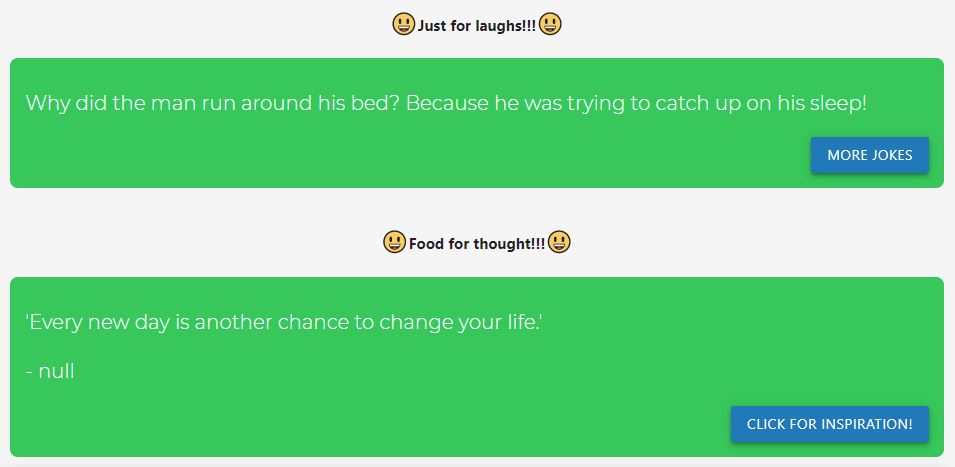 😃Just for laughs!!!😃
Why did the man run around his bed? Because he was trying to catch up on his sleep!
MORE JOKES
😃Food for thought!!!😃
'Every new day is another chance to change your life.'
- null
CLICK FOR INSPIRATION!